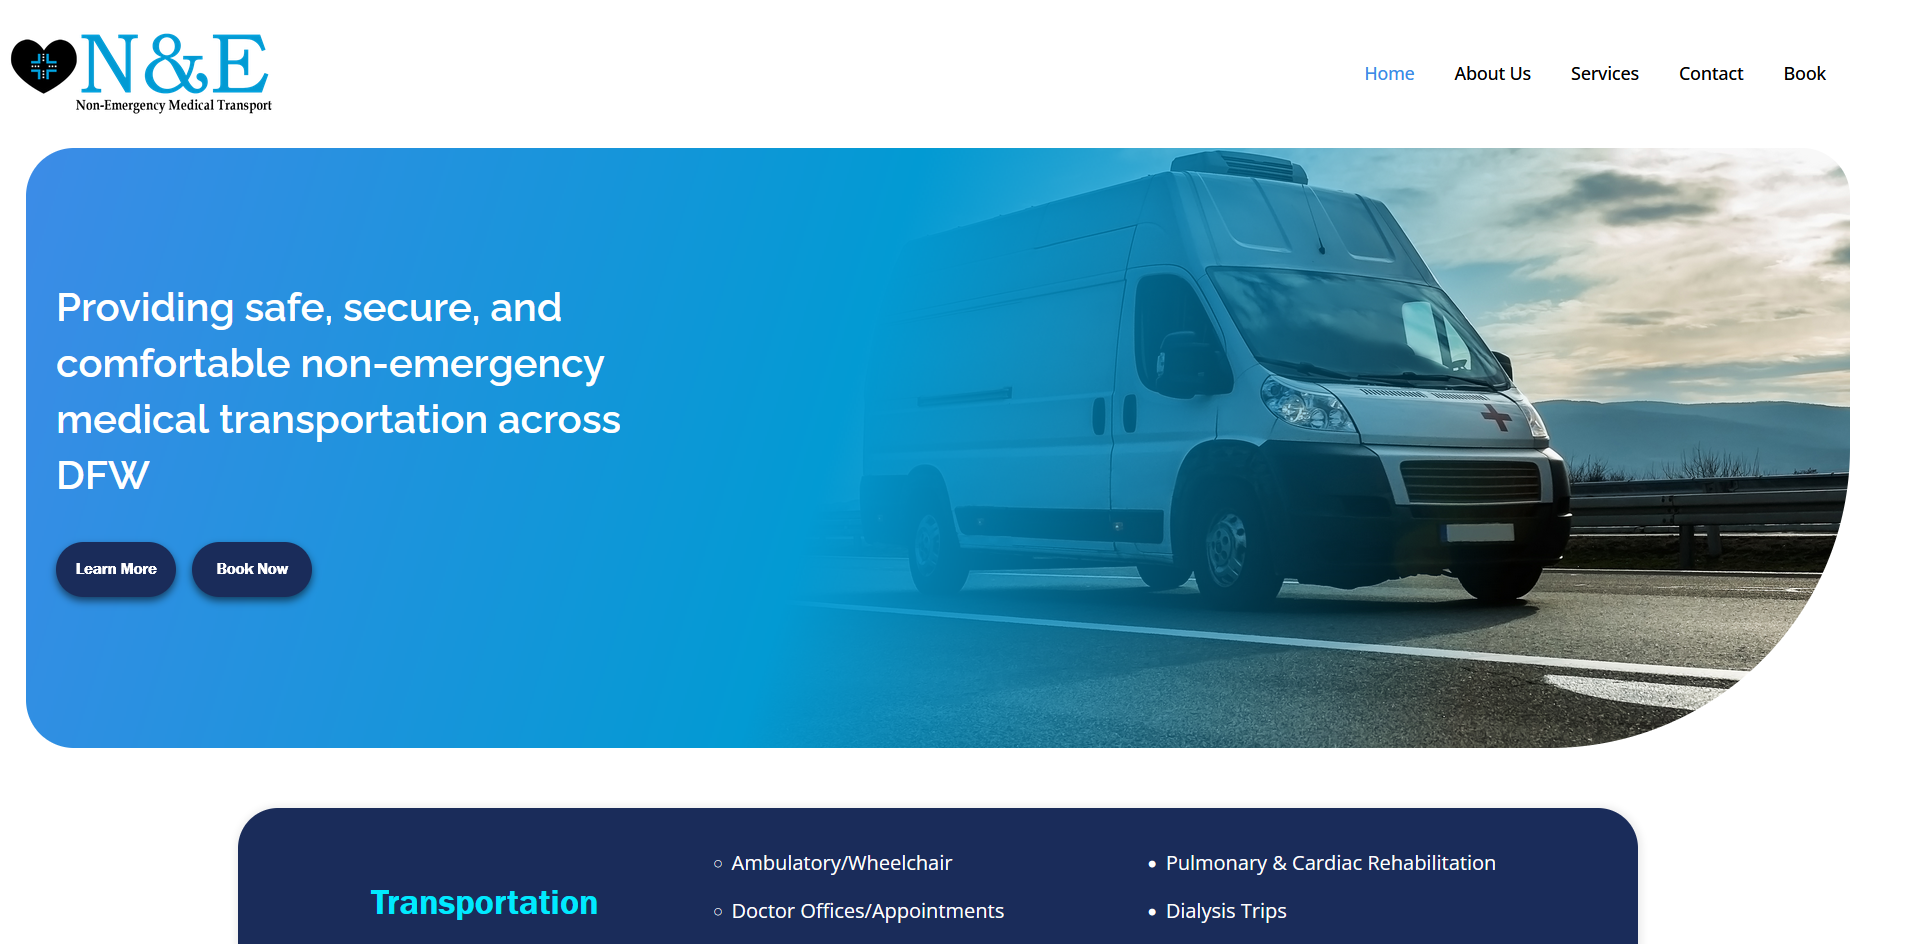 N&E
Non-Emergency Medical Transport
Home
About Us
Services
Contact
Book
Providing safe, secure, and
comfortable non-emergency
medical transportation across
DFW
Learn More
Book Now
Transportation
Ambulatory/Wheelchair
Doctor Offices/Appointments
Pulmonary & Cardiac Rehabilitation
Dialysis Trips